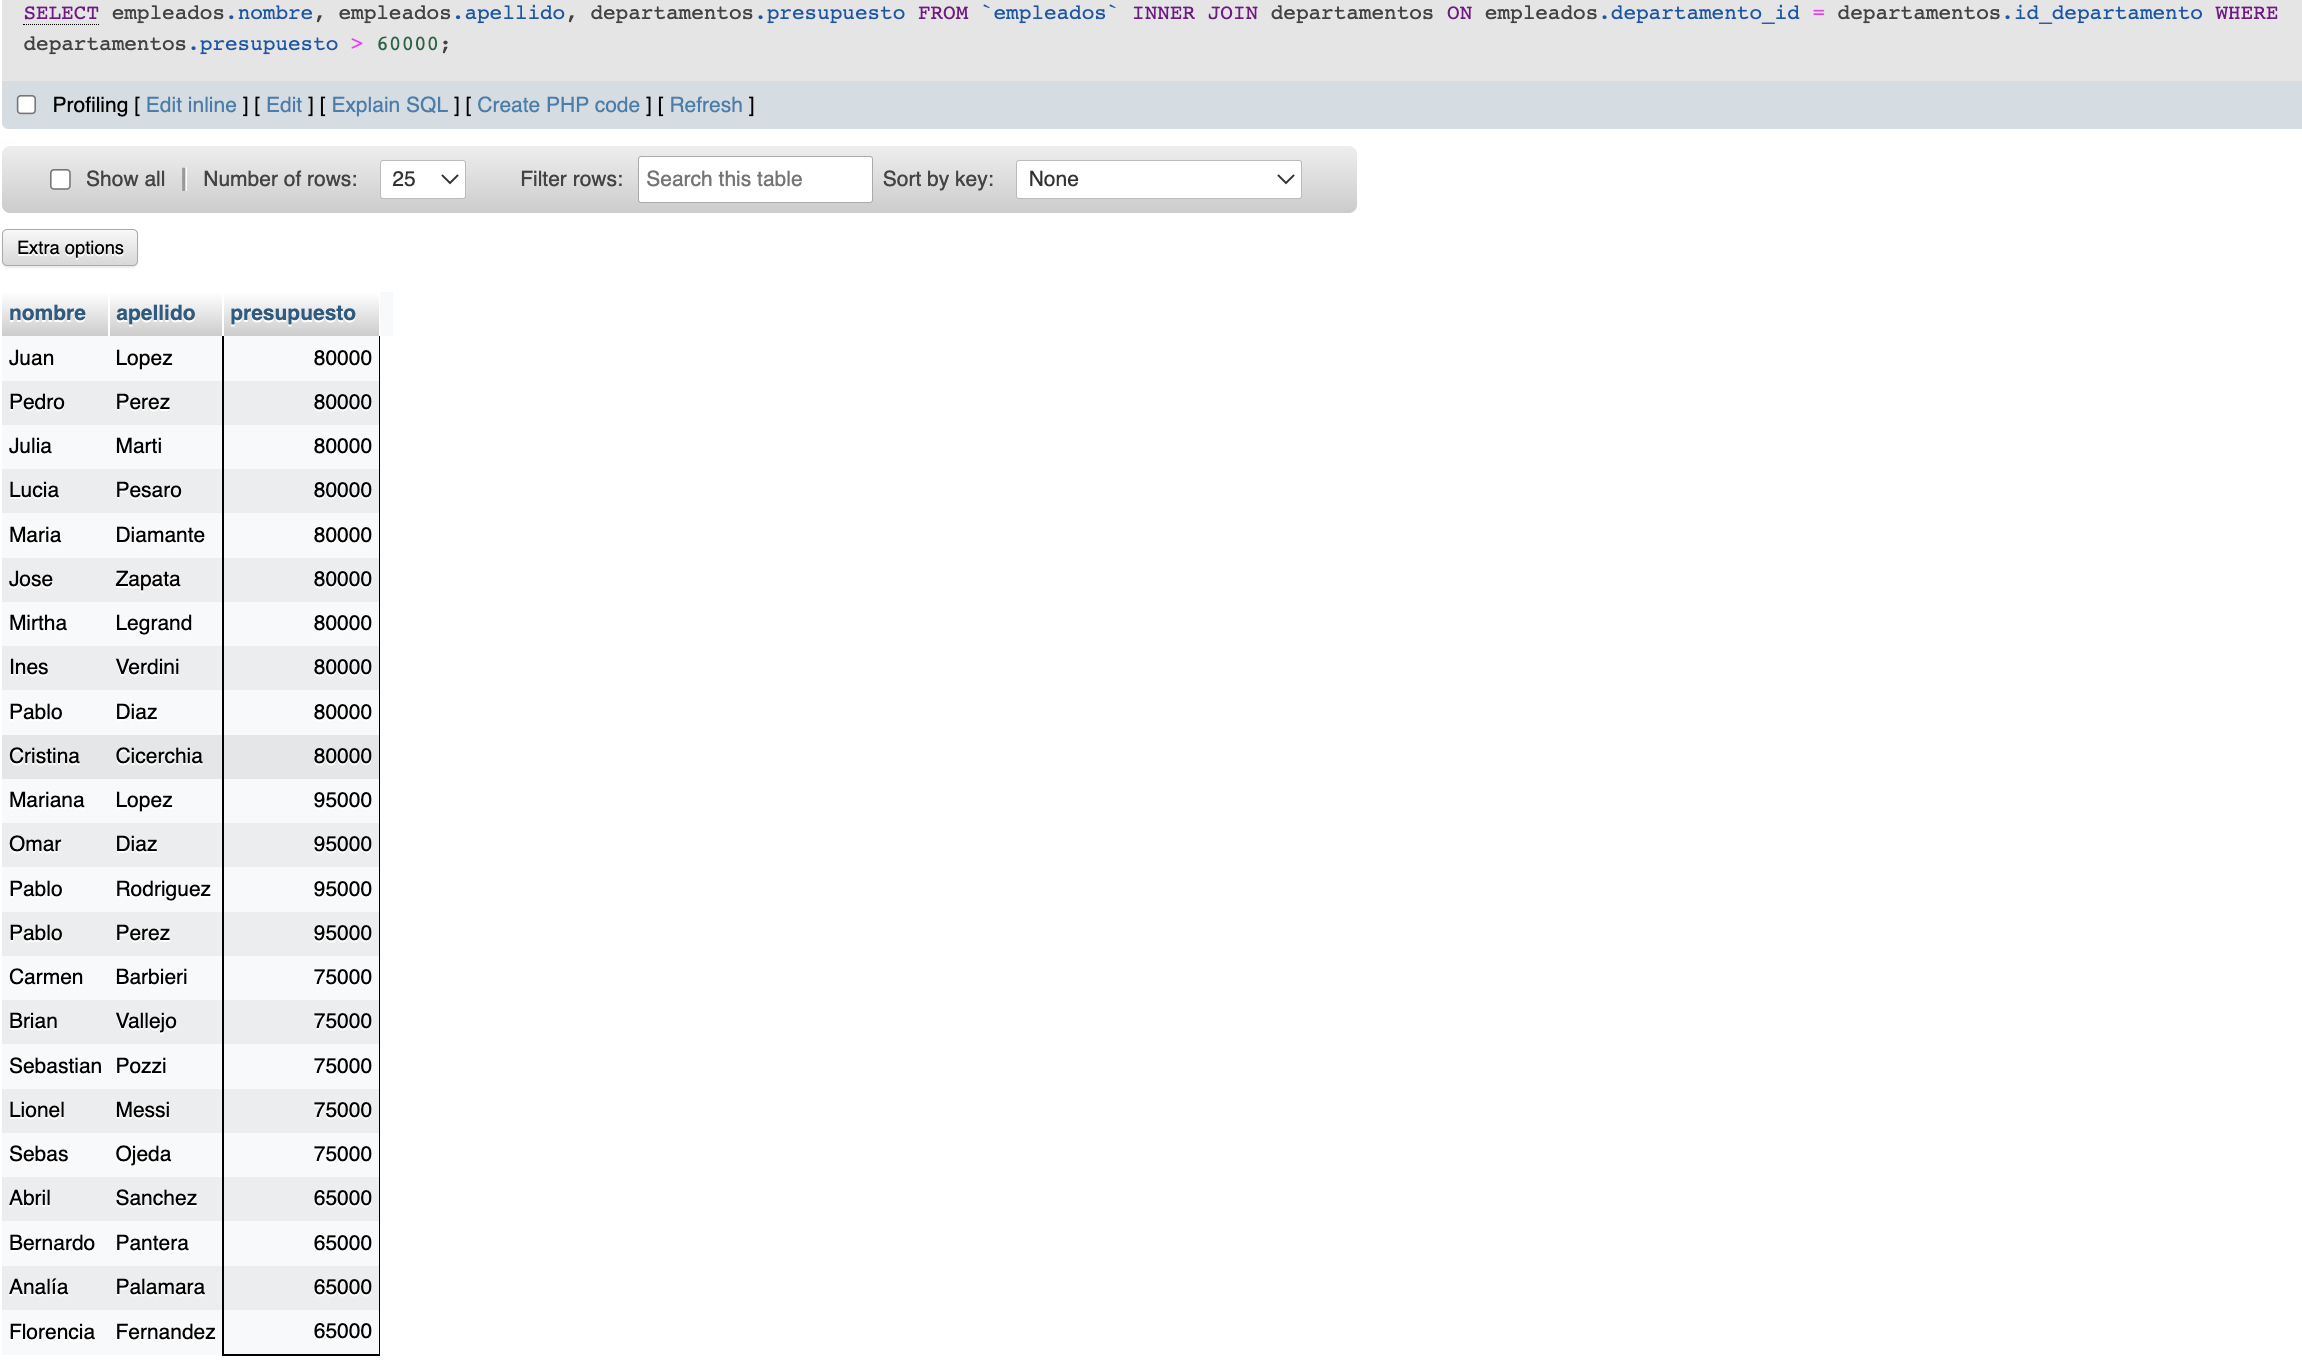 SELECT empleados.nombre, empleados.apellido, departamentos.presupuesto FROM `empleados` INNER JOIN departamentos ON empleados.departamento_id = departamentos.id_departamento WHERE
departamentos.presupuesto > 60000;
Profiling [ Edit inline ] [ Edit ] [ Explain SQL ] [ Create PHP code ] [ Refresh ]
Show all | Number of rows: 25 Filter rows: Search this table Sort by key: None
Extra options
nombre apellido presupuesto
Juan Lopez 80000
Pedro Perez 80000
Julia Marti 80000
Lucia Pesaro 80000
Maria Diamante 80000
Jose Zapata 80000
Mirtha Legrand 80000
Ines Verdini 80000
Pablo Diaz 80000
Cristina Cicerchia 80000
Mariana Lopez 95000
Omar Diaz 95000
Pablo Rodriguez 95000
Pablo Perez 95000
Carmen Barbieri 75000
Brian Vallejo 75000
Sebastian Pozzi 75000
Lionel Messi 75000
Sebas Ojeda 75000
Abril Sanchez 65000
Bernardo Pantera 65000
Analía Palamara 65000
Florencia Fernandez 65000